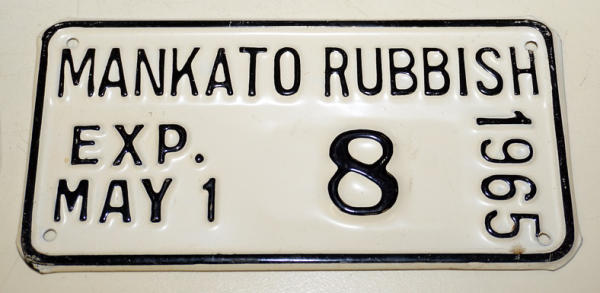 MANKATO RUBBISH
EXP.
MAY 1
8
1965